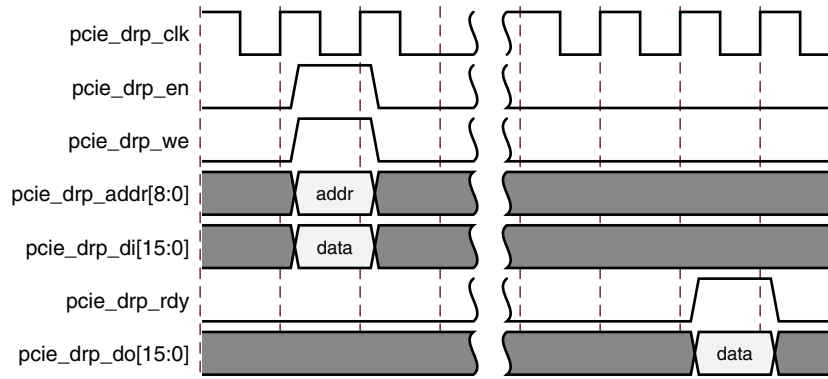 pcie_drp_clk
pcie_drp_en
pcie_drp_we
pcie_drp_addr[8:0] addr
pcie_drp_di[15:0] data
pcie_drp_rdy
pcie_drp_do[15:0] data